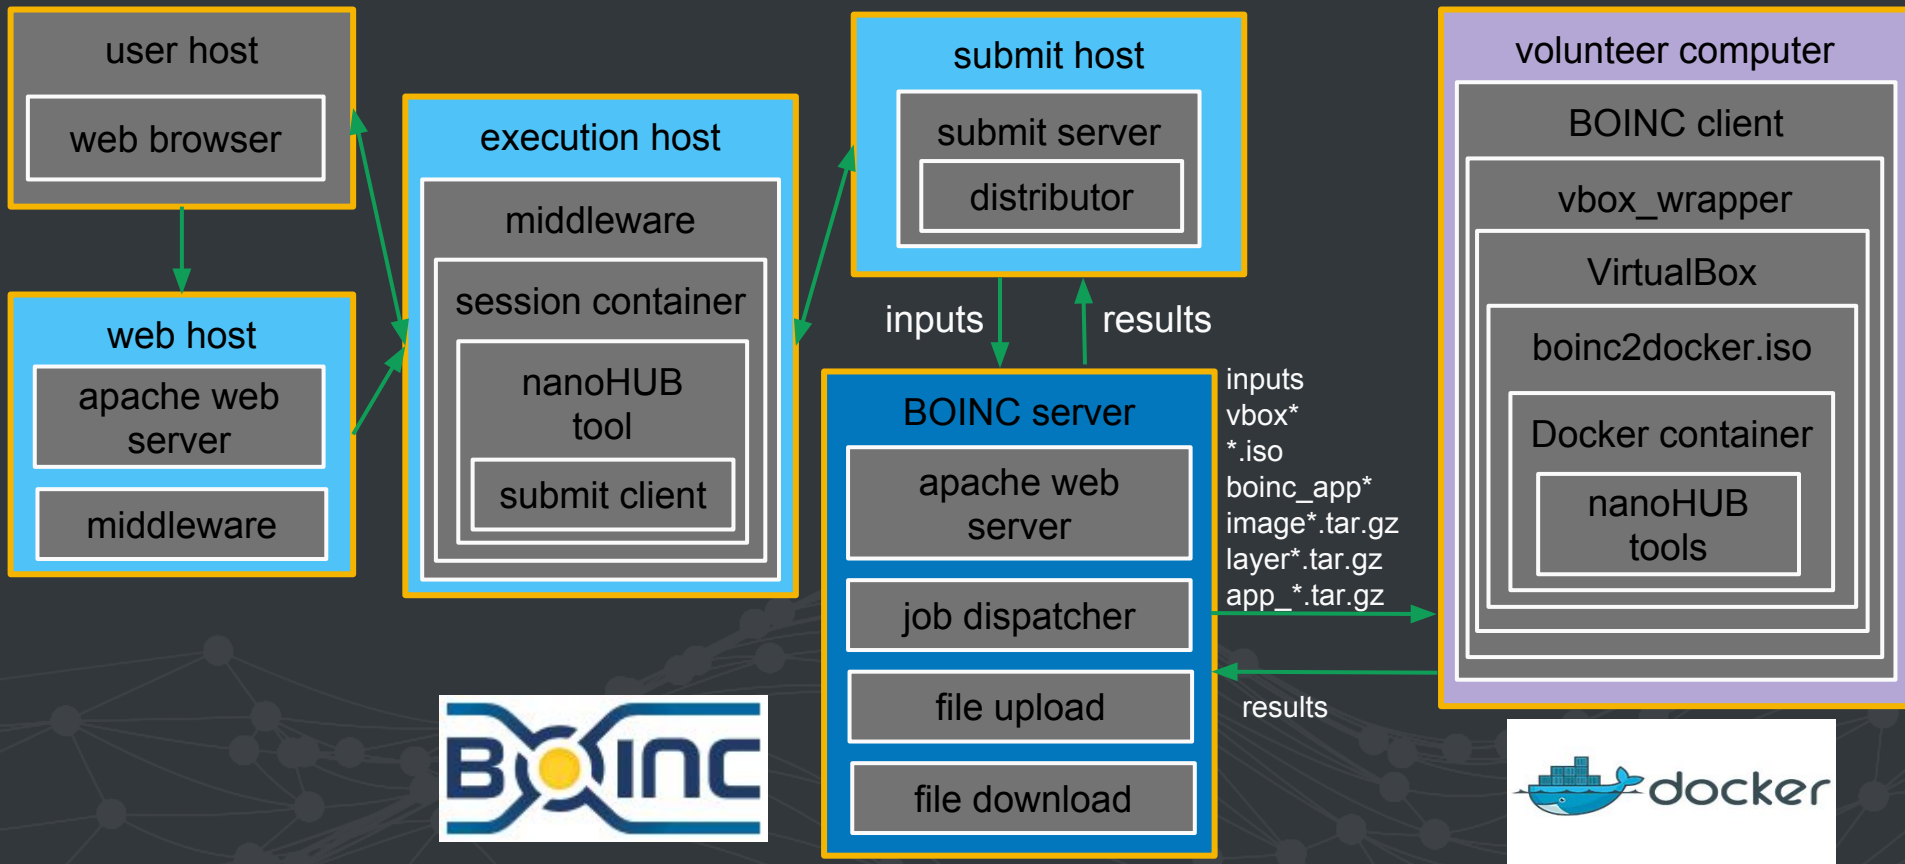 user host
web browser
web host
apache web
server
middleware
execution host
middleware
session container
nanoHUB
tool
submit client
submit host
submit server
distributor
inputs
results
BOINC server
apache web
server
job dispatcher
file upload
file download
inputs
vbox*
*.iso
boinc_app*
image*.tar.gz
layer*.tar.gz
app_*.tar.gz
results
volunteer computer
BOINC client
vbox_wrapper
VirtualBox
boinc2docker.iso
Docker container
nanoHUB
tools
BOINC
docker